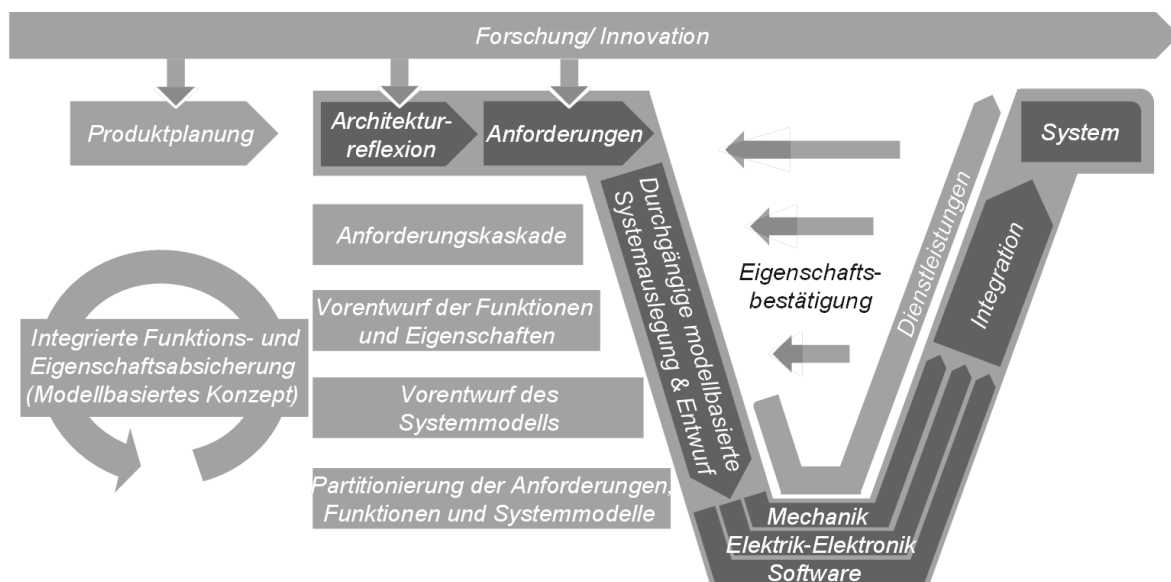 Forschung/ Innovation
Produktplanung
Architektur-
reflexion
Anforderungen
System
Anforderungskaskade
Vorentwurf der Funktionen
und Eigenschaften
Vorentwurf des
Systemmodells
Partitionierung der Anforderungen,
Funktionen und Systemmodelle
Integrierte Funktions- und
Eigenschaftsabsicherung
(Modellbasiertes Konzept)
Durchgängige modellbasierte
Systemauslegung & Entwurf
Eigenschafts-
bestätigung
Dienstleistungen
Integration
Mechanik
Elektrik-Elektronik
Software